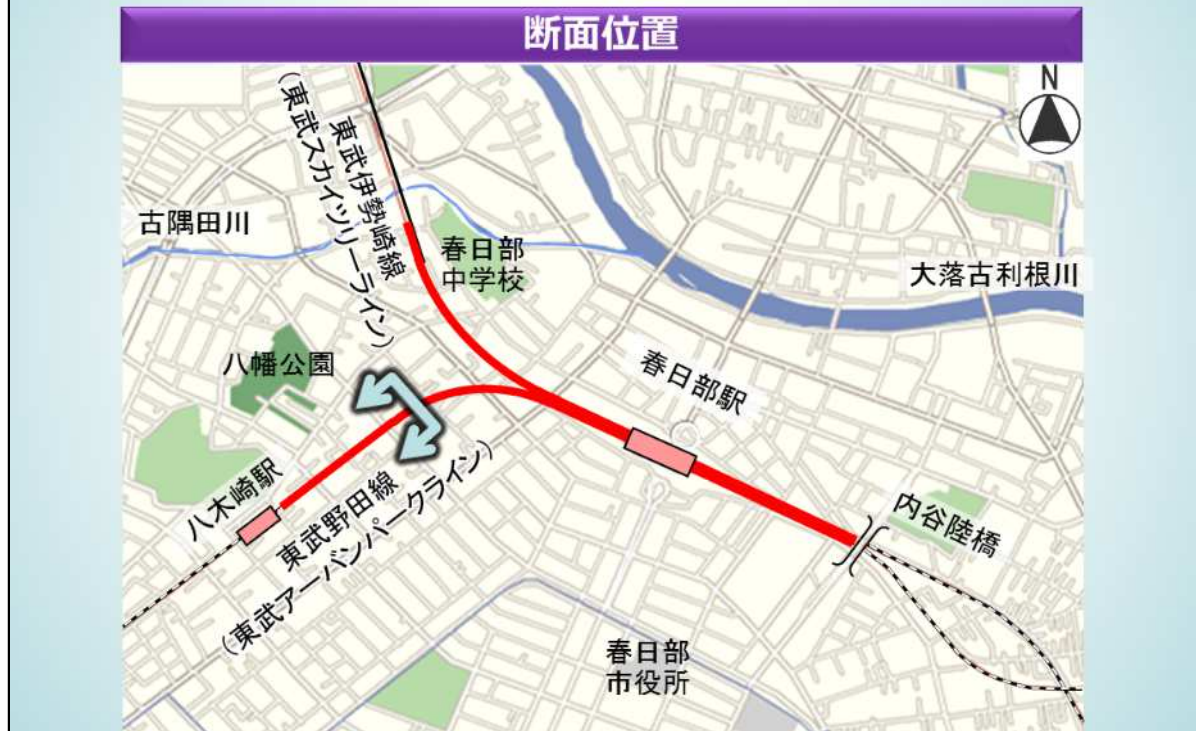 断面位置
N
東武伊勢崎線
(東武スカイツリーライン)
古隅田川
春日部
中学校
大落古利根川
八幡公園
春日部駅
八木崎駅
東武野田線
(東武アーバンパークライン)
内谷陸橋
春日部
市役所